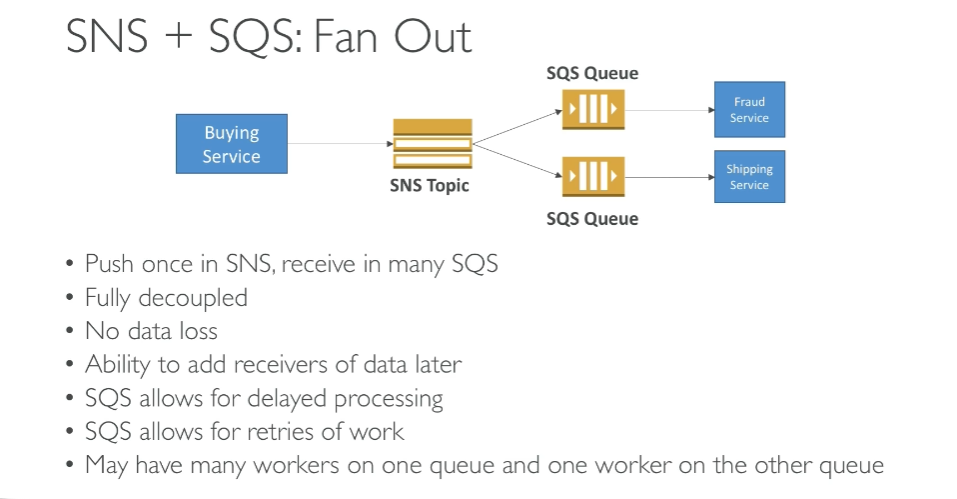 SNS + SQS: Fan Out
SQS Queue
Buying
Service
Fraud
Service
SNS Topic
Shipping
Service
SQS Queue
• Push once in SNS, receive in many SQS
• Fully decoupled
• No data loss
• Ability to add receivers of data later
• SQS allows for delayed processing
• SQS allows for retries of work
• May have many workers on one queue and one worker on the other queue